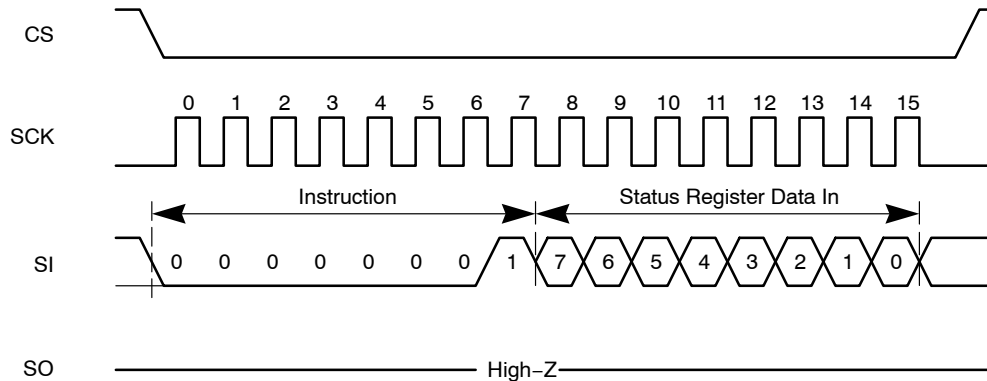 CS
0 1 2 3 4 5 6 7 8 9 10 11 12 13 14 15
SCK
Instruction Status Register Data In
SI 0 0 0 0 0 0 0 1 7 6 5 4 3 2 1 0
SO High−Z